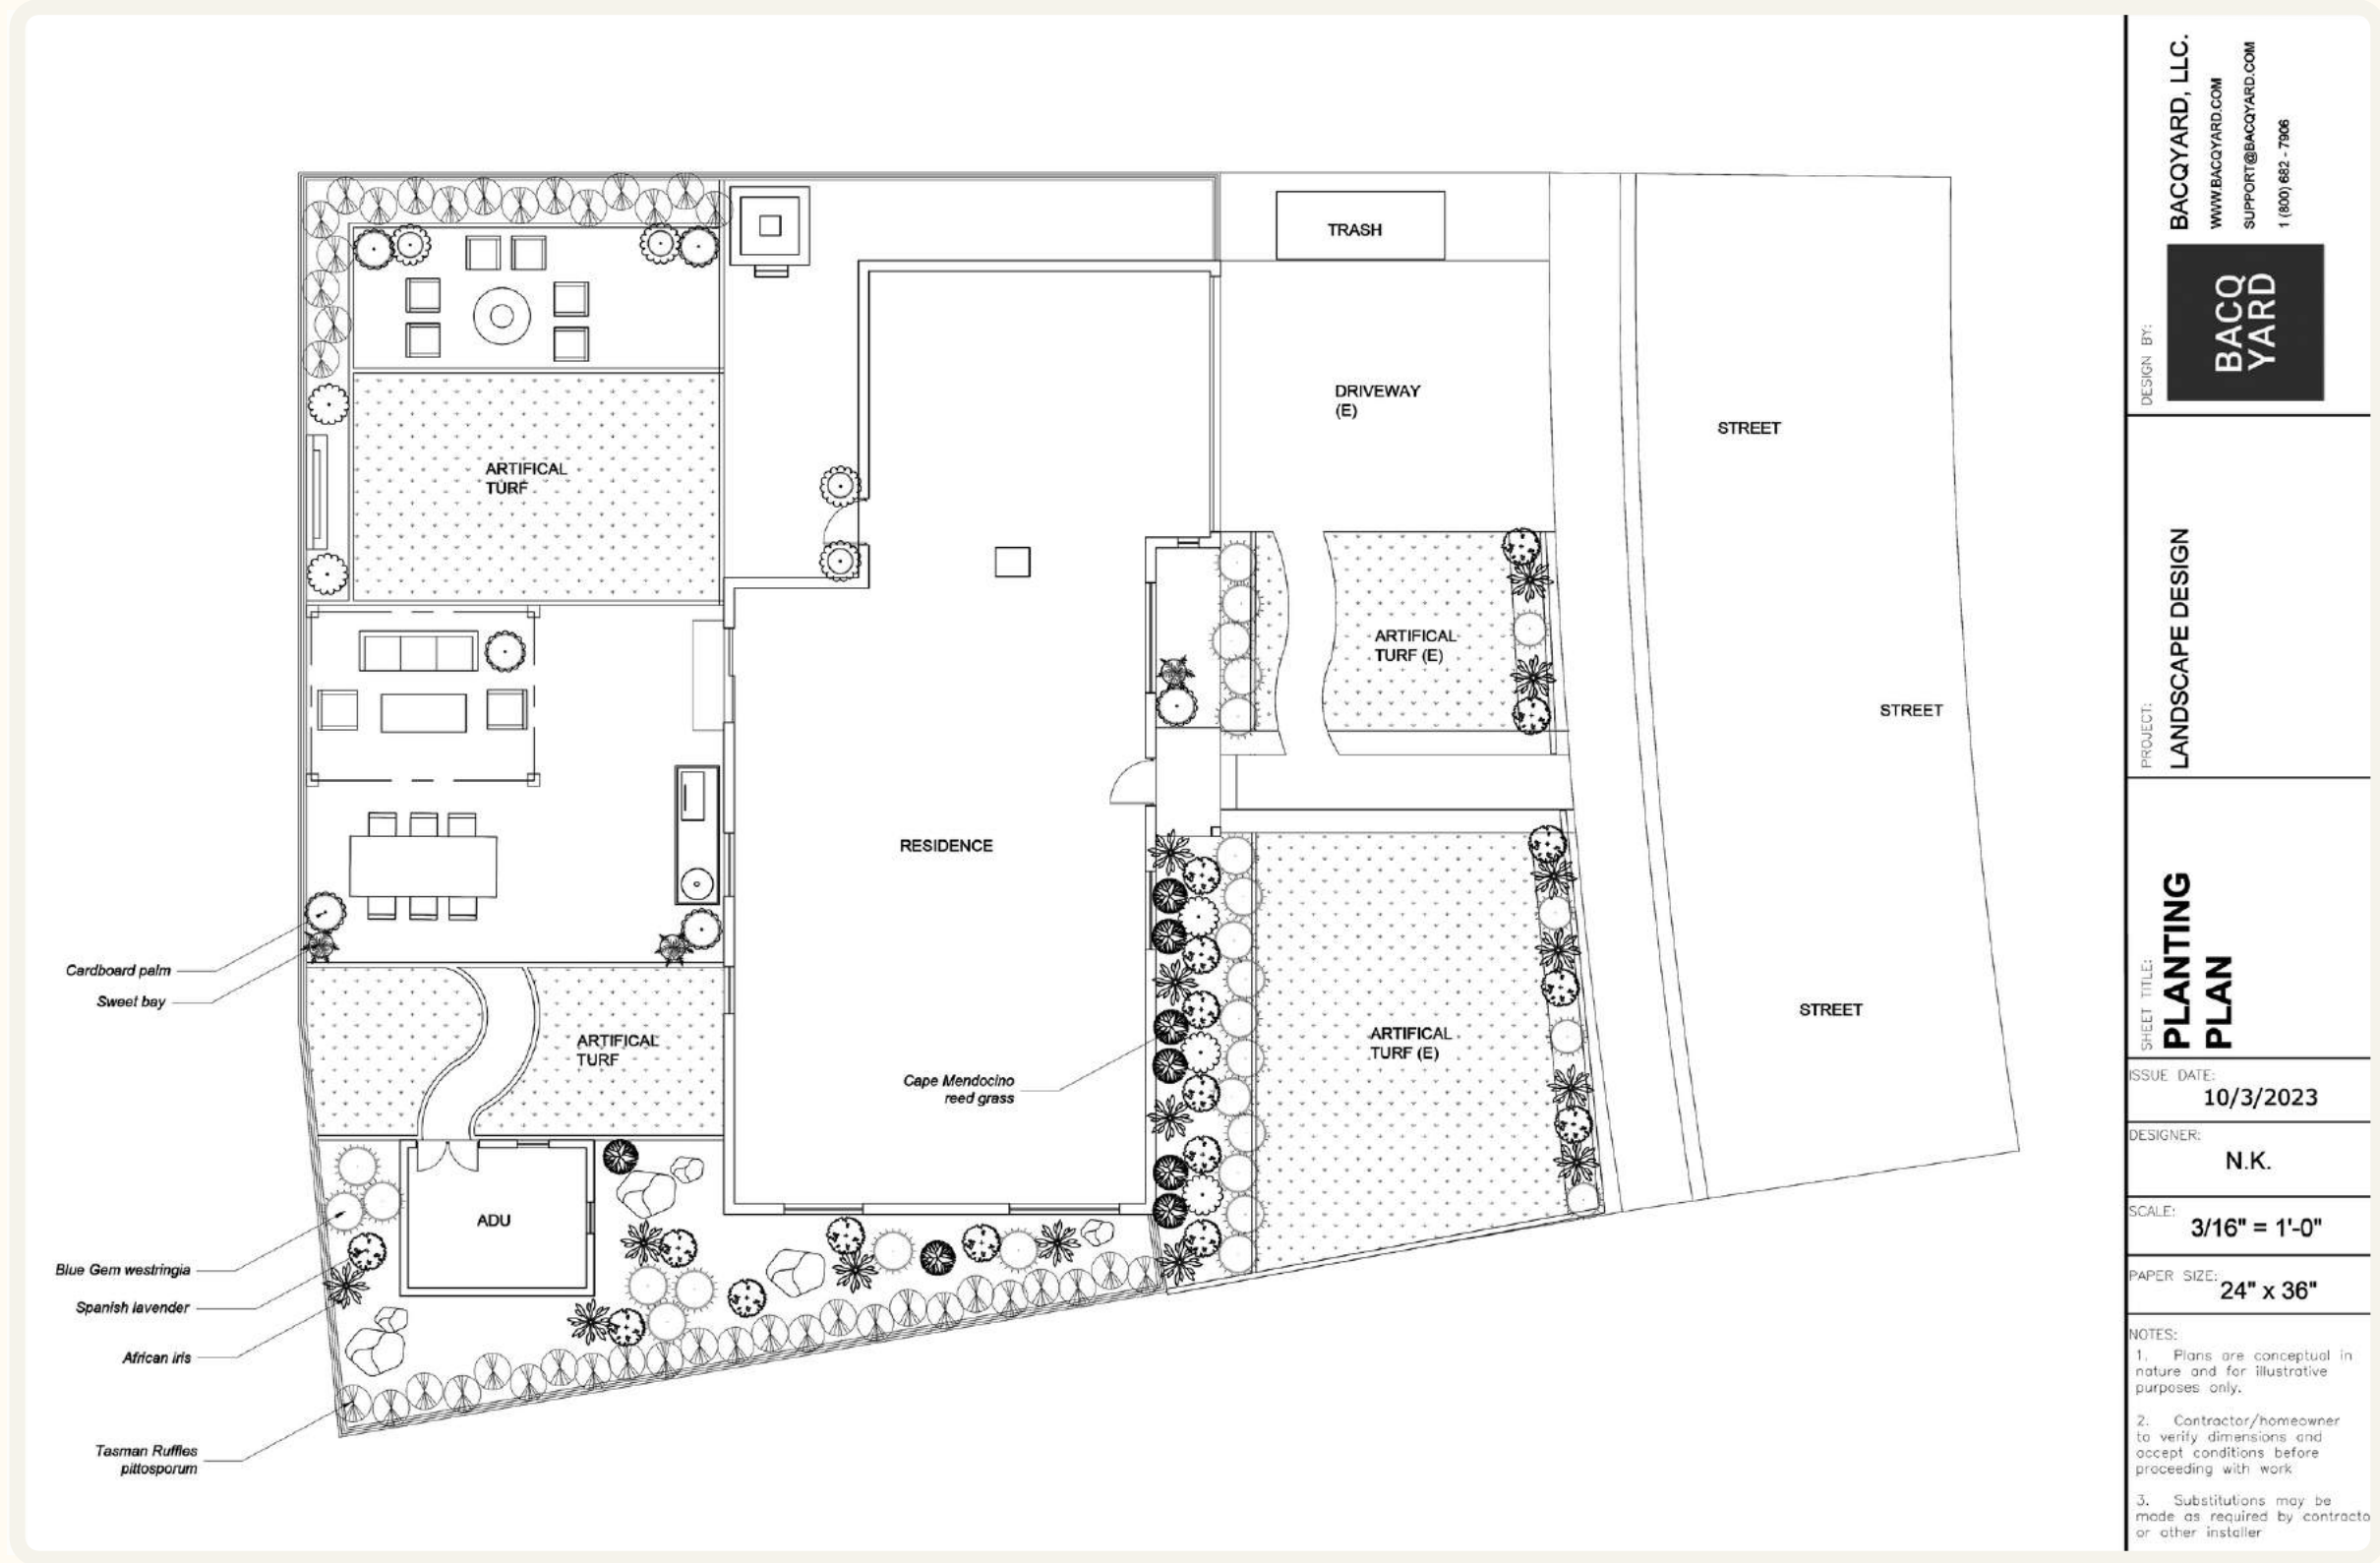 TRASH
DRIVEWAY
(E)
STREET
ARTIFICAL
TURF
ARTIFICAL
TURF (E)
STREET
RESIDENCE
Cardboard palm
Sweet bay
ARTIFICAL
TURF
Cape Mendocino
reed grass
ARTIFICAL
TURF (E)
STREET
ADU
Blue Gem westringia
Spanish lavender
African iris
Tasman Ruffles
pittosporum
DESIGN BY:
BACQYARD, LLC.
WWW.BACQYARD.COM
SUPPORT@BACQYARD.COM
1 (800) 682 - 7906
BACQ
YARD
PROJECT:
LANDSCAPE DESIGN
SHEET TITLE:
PLANTING
PLAN
ISSUE DATE:
10/3/2023
DESIGNER:
N.K.
SCALE:
3/16" = 1'-0"
PAPER SIZE:
24" x 36"
NOTES:
1. Plans are conceptual in
nature and for illustrative
purposes only.
2. Contractor/homeowner
to verify dimensions and
accept conditions before
proceeding with work
3. Substitutions may be
made as required by contracto
or other installer